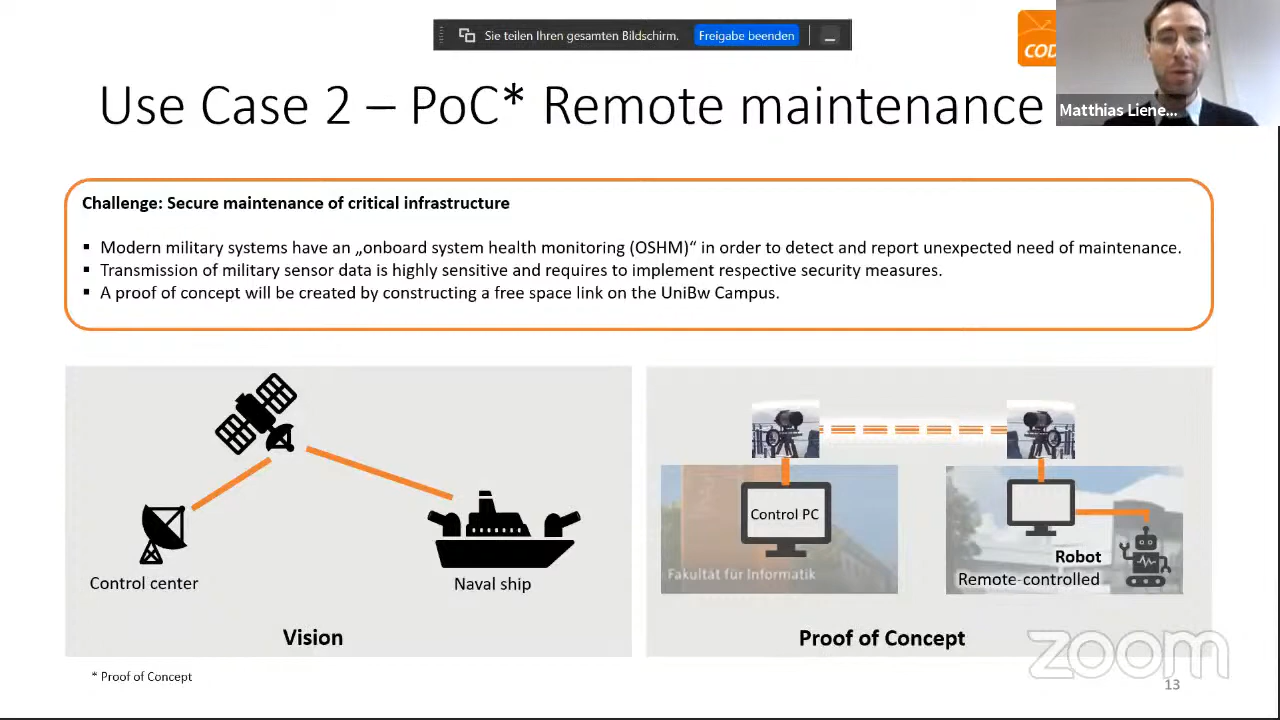 Sie teilen Ihren gesamten Bildschirm. Freigabe beenden
COD
Matthias Liene...
Use Case 2 – PoC* Remote maintenance
Challenge: Secure maintenance of critical infrastructure
▪ Modern military systems have an „onboard system health monitoring (OSHM)“ in order to detect and report unexpected need of maintenance.
▪ Transmission of military sensor data is highly sensitive and requires to implement respective security measures.
▪ A proof of concept will be created by constructing a free space link on the UniBw Campus.
Control center
Naval ship
Vision
Control PC
Fakultät für Informatik
Robot
Remote-controlled
Proof of Concept
zoom
* Proof of Concept
13